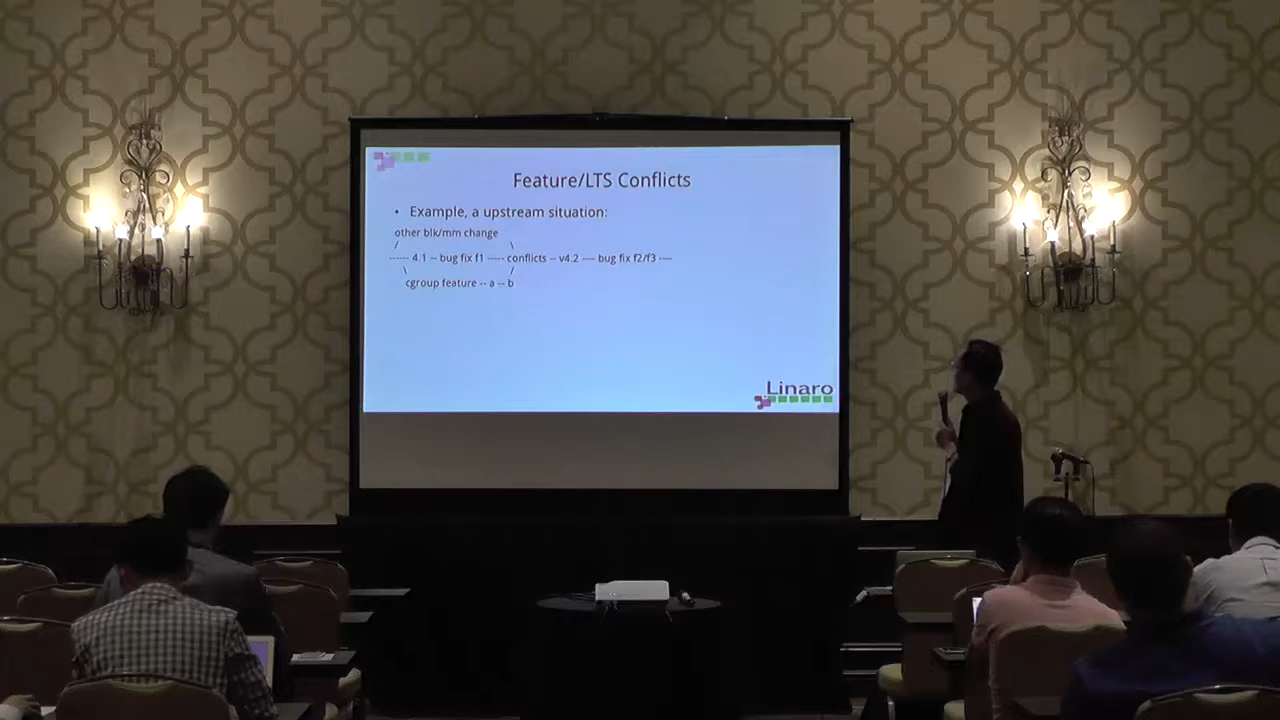 Feature/LTS Conflicts
• Example, a upstream situation:
other blk/mm change
/ \
------ 4.1 -- bug fix f1 ----- conflicts -- v4.2 ---- bug fix f2/f3 ----
\ /
cgroup feature -- a -- b
Linaro